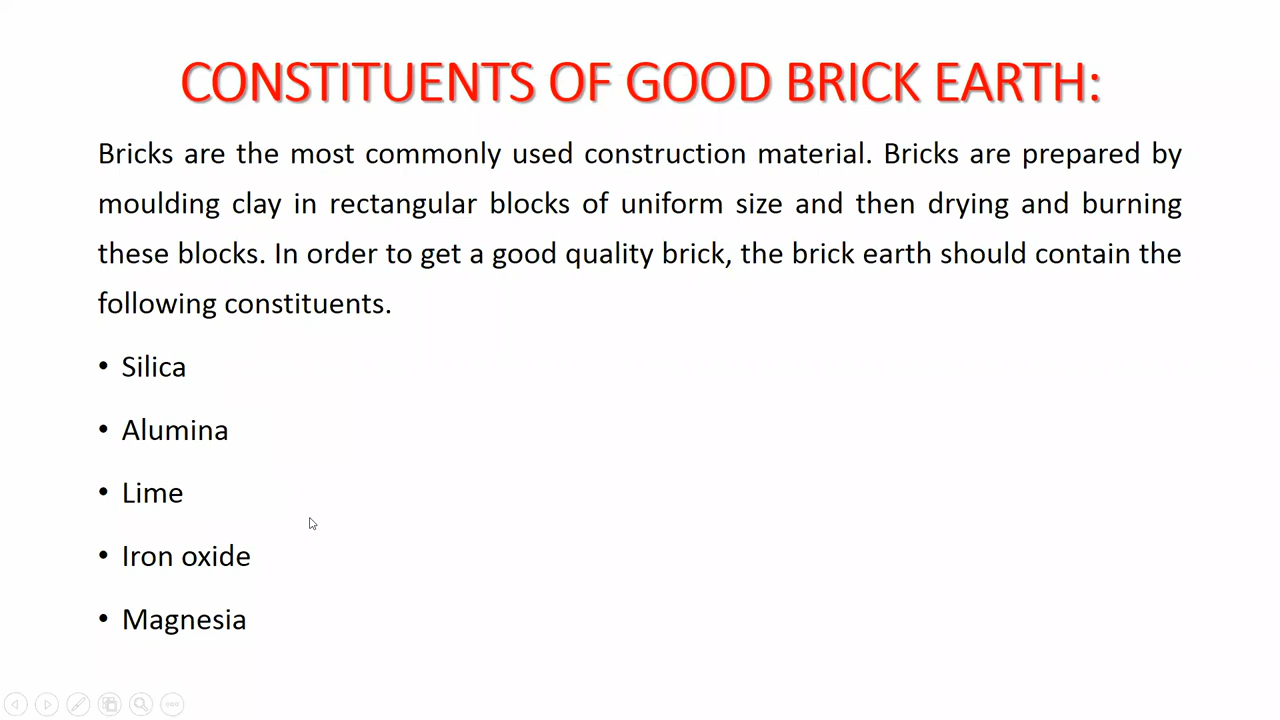 CONSTITUENTS OF GOOD BRICK EARTH:
Bricks are the most commonly used construction material. Bricks are prepared by
moulding clay in rectangular blocks of uniform size and then drying and burning
these blocks. In order to get a good quality brick, the brick earth should contain the
following constituents.
• Silica
• Alumina
• Lime
• Iron oxide
• Magnesia